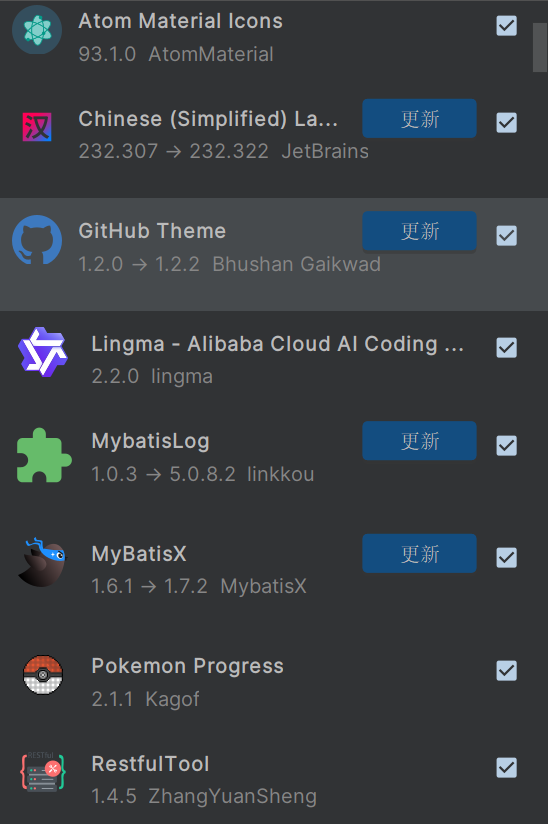 Atom Material Icons
93.1.0 AtomMaterial
汉
Chinese (Simplified) La... 更新
232.307 → 232.322 JetBrains
GitHub Theme 更新
1.2.0 → 1.2.2 Bhushan Gaikwad
Lingma - Alibaba Cloud AI Coding ...
2.2.0 lingma
MybatisLog 更新
1.0.3 → 5.0.8.2 linkkou
MyBatisX 更新
1.6.1 → 1.7.2 MybatisX
Pokemon Progress
2.1.1 Kagof
RESTful
RestfulTool
1.4.5 ZhangYuanSheng